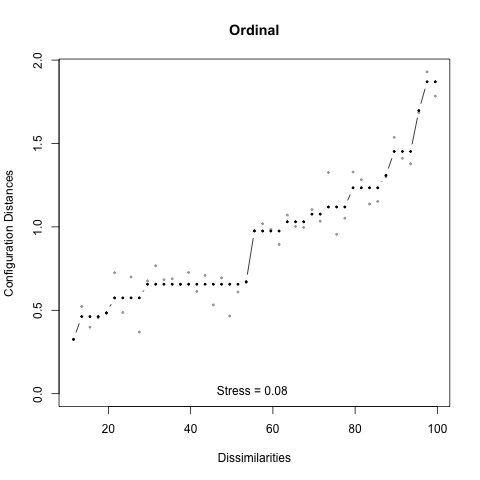 Ordinal
2.0
1.5
1.0
0.5
0.0
Configuration Distances
Stress = 0.08
20 40 60 80 100
Dissimilarities